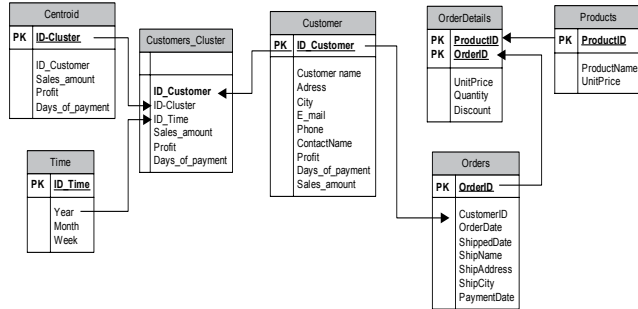 Centroid
PK ID-Cluster
ID_Customer
Sales_amount
Profit
Days_of_payment
Customers_Cluster
ID_Customer
ID-Cluster
ID_Time
Sales_amount
Profit
Days_of_payment
Time
PK ID_Time
Year
Month
Week
Customer
PK ID_Customer
Customer name
Adress
City
E_mail
Phone
ContactName
Profit
Days_of_payment
Sales_amount
OrderDetails
PK ProductID
PK OrderID
UnitPrice
Quantity
Discount
Products
PK ProductID
ProductName
UnitPrice
Orders
PK OrderID
CustomerID
OrderDate
ShippedDate
ShipName
ShipAddress
ShipCity
PaymentDate